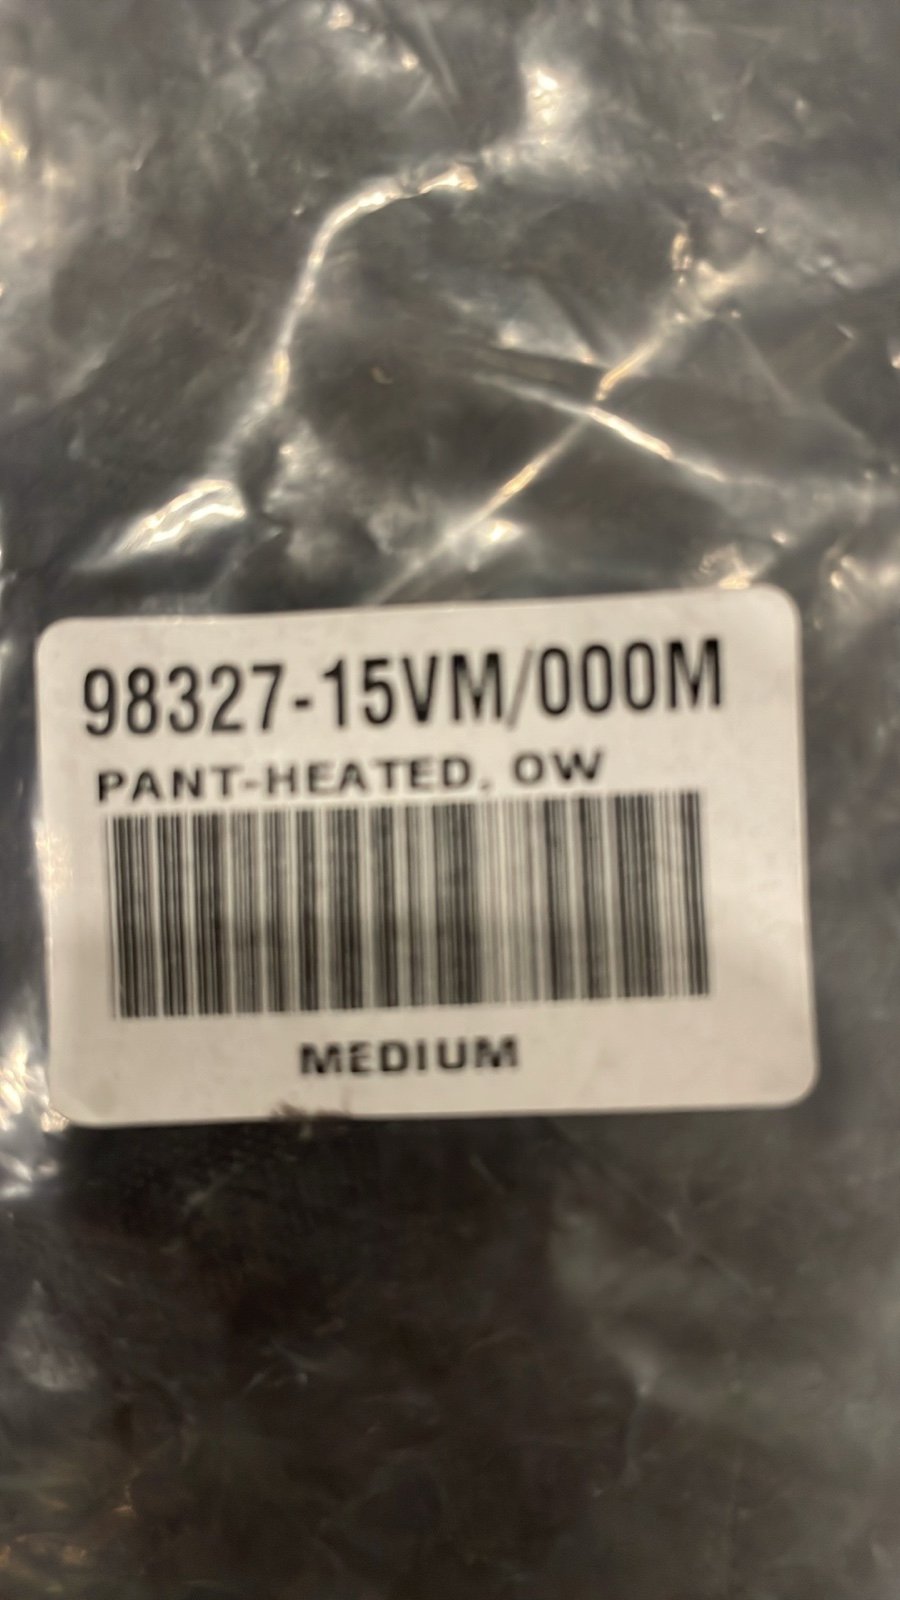 98327-15VM/000M
PANT-HEATED, OW
MEDIUM